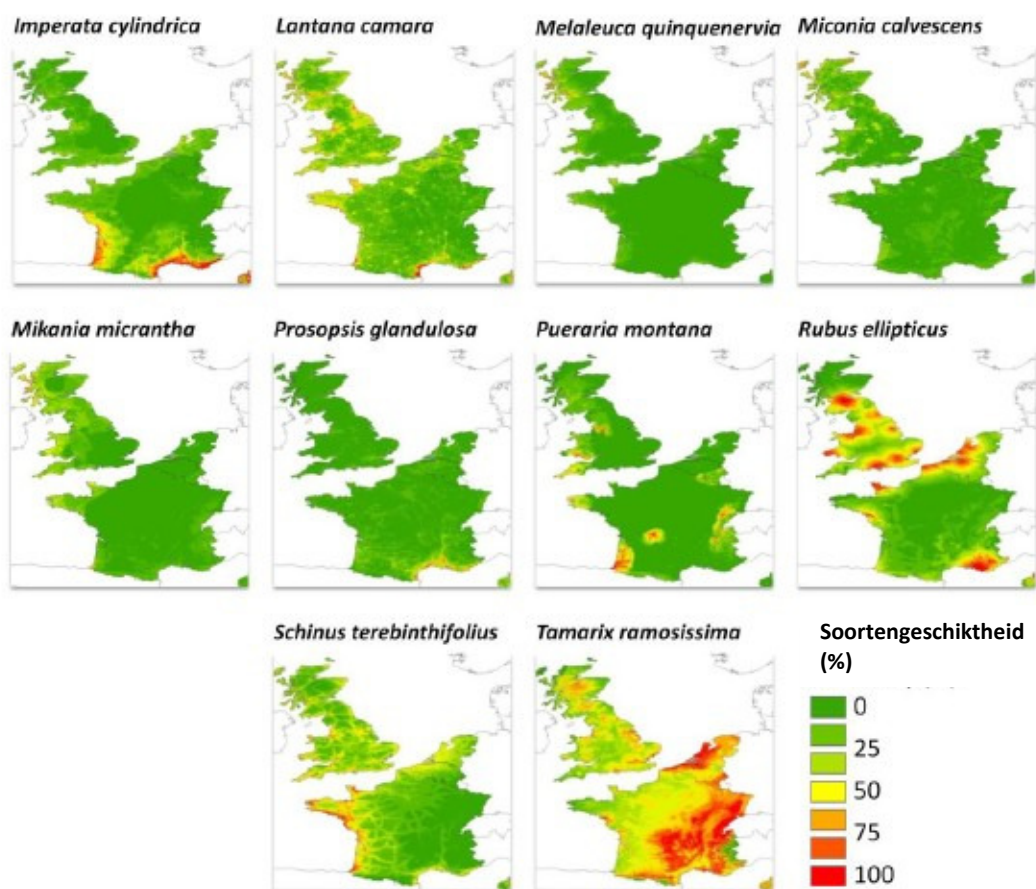 Imperata cylindrica
Lantana camara
Melaleuca quinquenervia
Miconia calvescens
Mikania micrantha
Prosopsis glandulosa
Pueraria montana
Rubus ellipticus
Schinus terebinthifolius
Tamarix ramosissima
Soortengeschiktheid
(%)
0
25
50
75
100